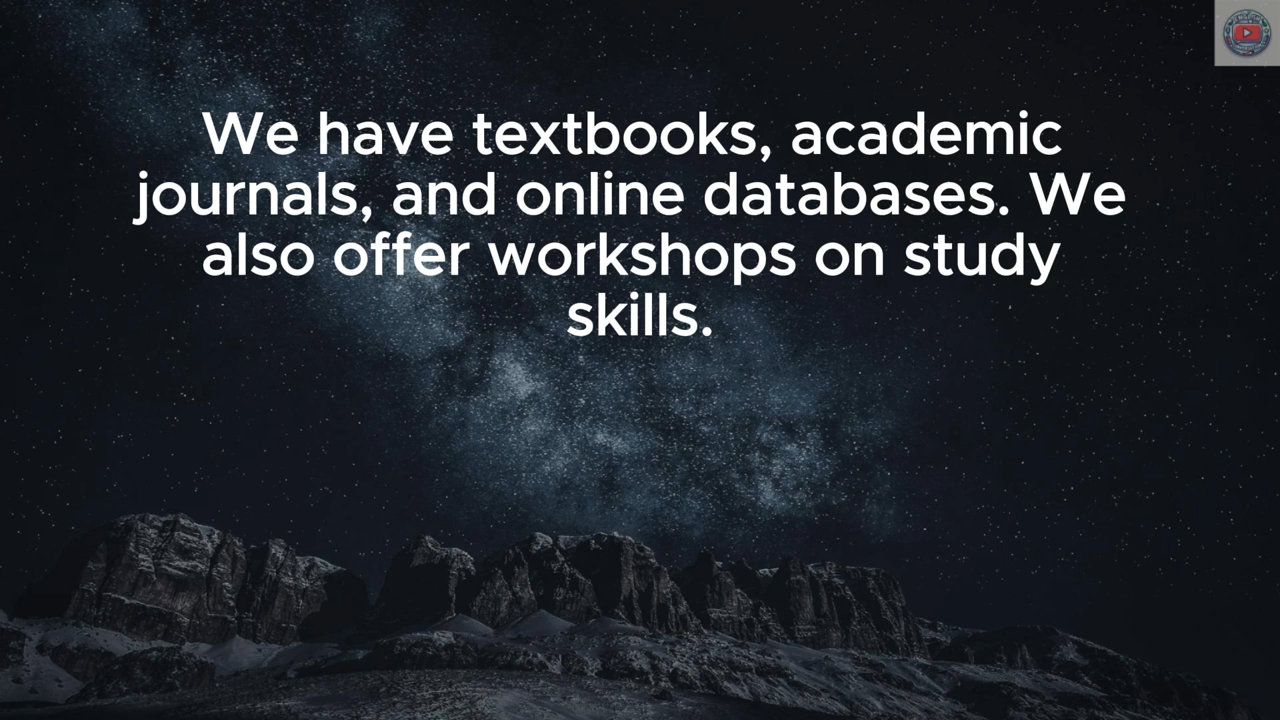 We have textbooks, academic
journals, and online databases. We
also offer workshops on study
skills.